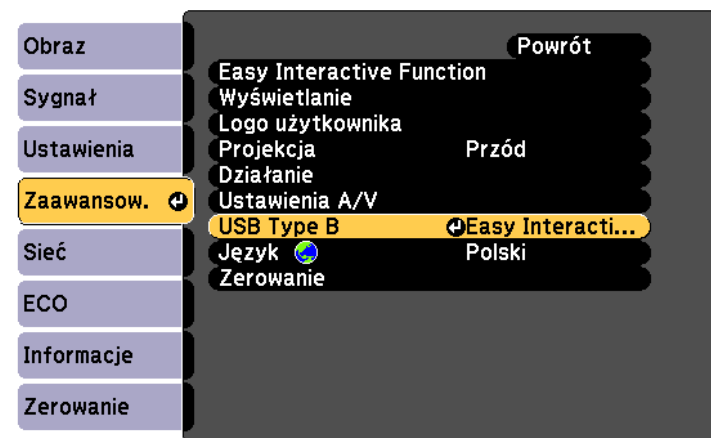 Obraz
Sygnał
Ustawienia
Zaawansow.
Sieć
ECO
Informacje
Zerowanie
Powrót
Easy Interactive Function
Wyświetlanie
Logo użytkownika
Projekcja Przód
Działanie
Ustawienia A/V
USB Type B Easy Interacti...
Język Polski
Zerowanie